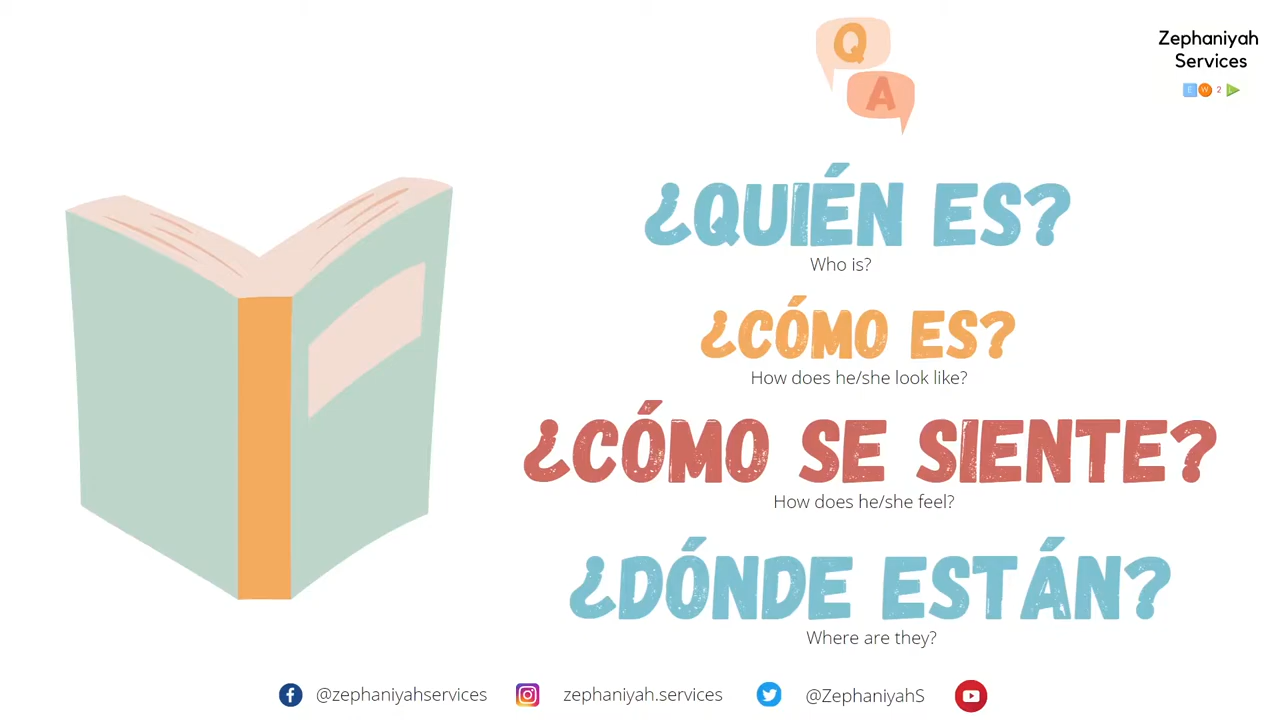 Q
A
Zephaniyah
Services
E W 2
¿QUIÉN ES?
Who is?
¿CÓMO ES?
How does he/she look like?
¿CÓMO SE SIENTE?
How does he/she feel?
¿DÓNDE ESTÁN?
Where are they?
@zephaniyahservices zephaniyah.services @ZephaniyahS